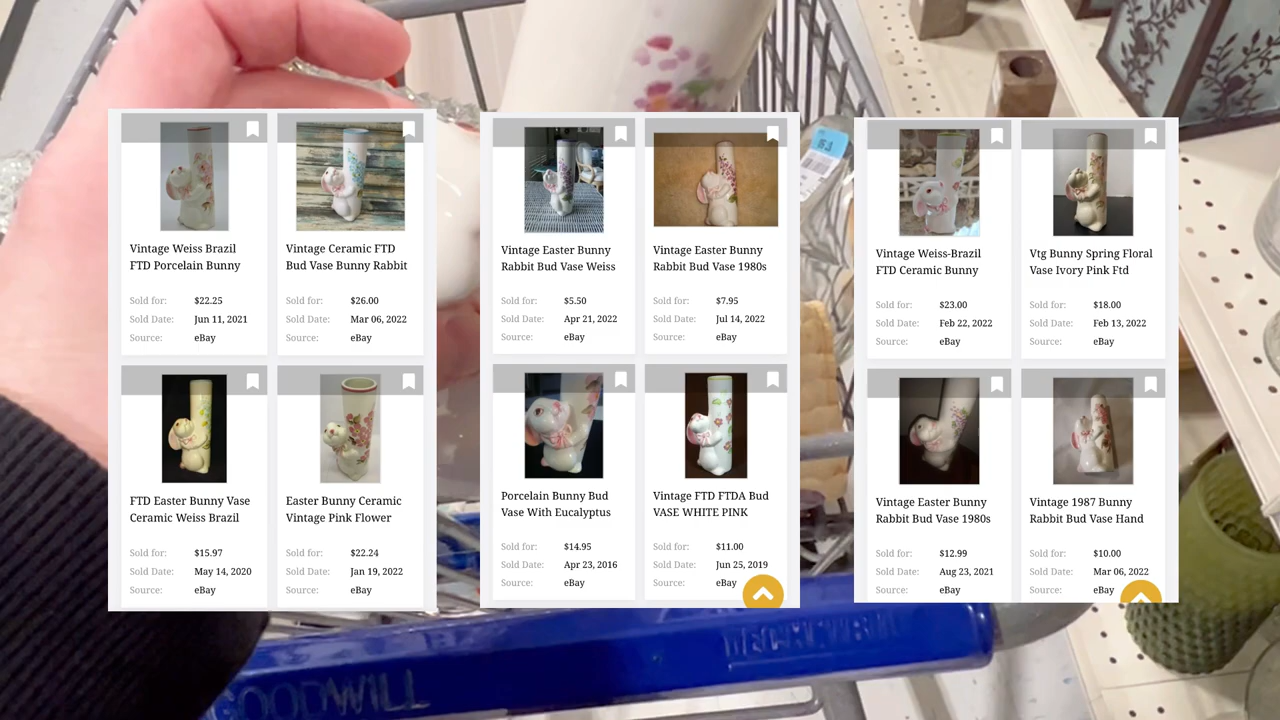 Vintage Weiss Brazil
FTD Porcelain Bunny
Sold for: $22.25
Sold Date: Jun 11, 2021
Source: eBay
Vintage Ceramic FTD
Bud Vase Bunny Rabbit
Sold for: $26.00
Sold Date: Mar 06, 2022
Source: eBay
FTD Easter Bunny Vase
Ceramic Weiss Brazil
Sold for: $15.97
Sold Date: May 14, 2020
Source: eBay
Easter Bunny Ceramic
Vintage Pink Flower
Sold for: $22.24
Sold Date: Jan 19, 2022
Source: eBay
Vintage Easter Bunny
Rabbit Bud Vase Weiss
Sold for: $5.50
Sold Date: Apr 21, 2022
Source: eBay
Vintage Easter Bunny
Rabbit Bud Vase 1980s
Sold for: $7.95
Sold Date: Jul 14, 2022
Source: eBay
Porcelain Bunny Bud
Vase With Eucalyptus
Sold for: $14.95
Sold Date: Apr 23, 2016
Source: eBay
Vintage FTD FTDA Bud
VASE WHITE PINK
Sold for: $11.00
Sold Date: Jun 25, 2019
Source: eBay
Vintage Weiss-Brazil
FTD Ceramic Bunny
Sold for: $23.00
Sold Date: Feb 22, 2022
Source: eBay
Vtg Bunny Spring Floral
Vase Ivory Pink Ftd
Sold for: $18.00
Sold Date: Feb 13, 2022
Source: eBay
Vintage Easter Bunny
Rabbit Bud Vase 1980s
Sold for: $12.99
Sold Date: Aug 23, 2021
Source: eBay
Vintage 1987 Bunny
Rabbit Bud Vase Hand
Sold for: $10.00
Sold Date: Mar 06, 2022
Source: eBay
GOODWILL